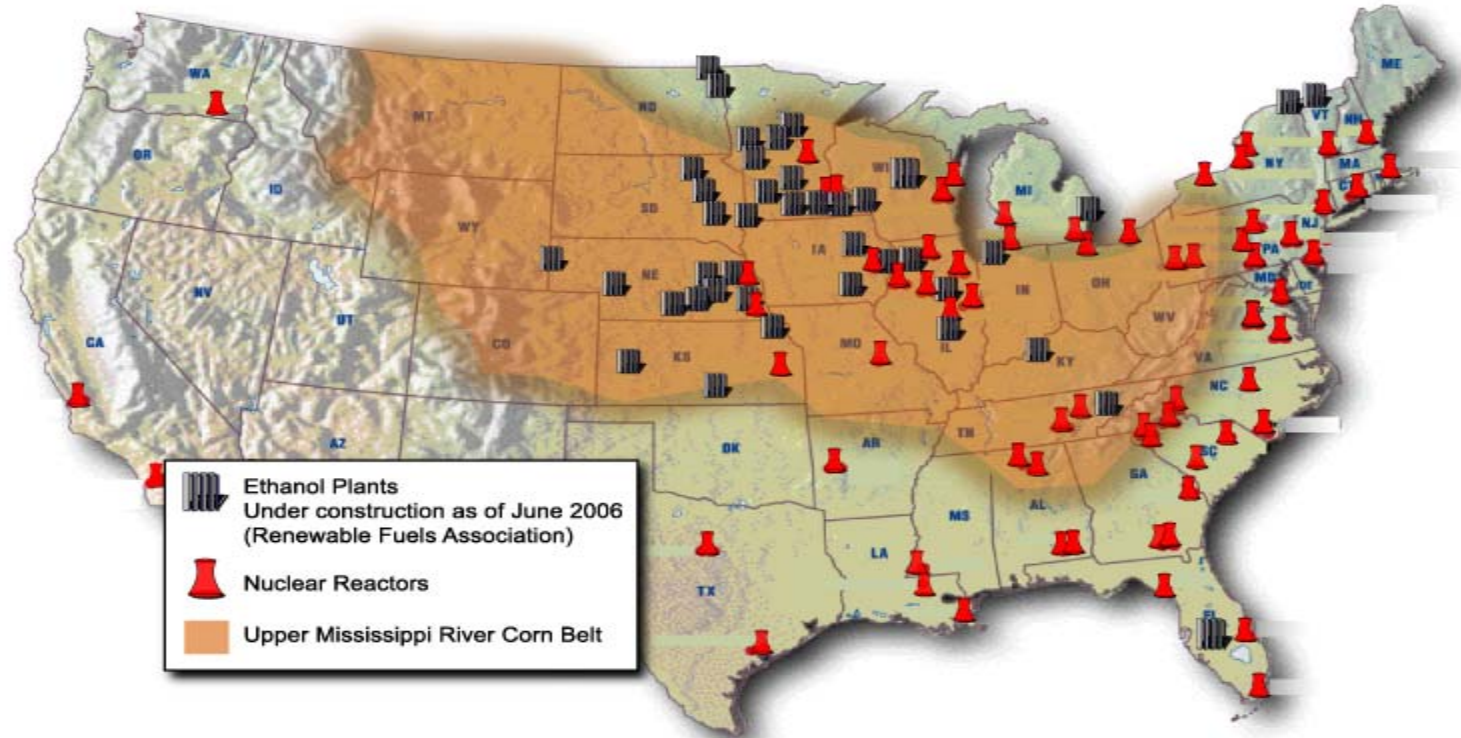 WA
MT
ND
ME
VT
NH
OR
ID
WI
MI
NY
MA
SD
WY
IA
NJ
PA
NE
NV
IN
OH
MD
DE
UT
CA
CO
IL
WV
KS
MO
KY
VA
NC
AZ
OK
AR
TN
SC
GA
MS
AL
LA
TX
FL
Ethanol Plants
Under construction as of June 2006
(Renewable Fuels Association)
Nuclear Reactors
Upper Mississippi River Corn Belt